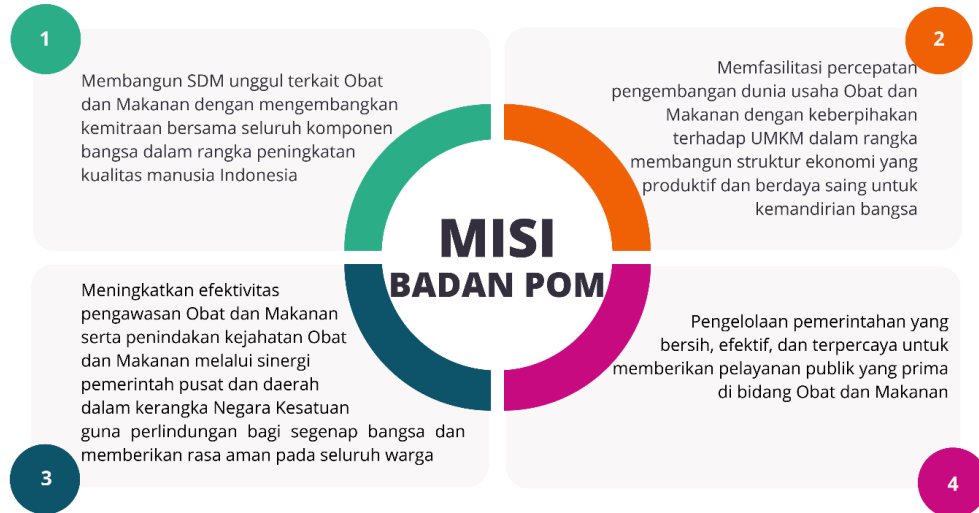 1
Membangun SDM unggul terkait Obat
dan Makanan dengan mengembangkan
kemitraan bersama seluruh komponen
bangsa dalam rangka peningkatan
kualitas manusia Indonesia
2
Memfasilitasi percepatan
pengembangan dunia usaha Obat dan
Makanan dengan keberpihakan
terhadap UMKM dalam rangka
membangun struktur ekonomi yang
produktif dan berdaya saing untuk
kemandirian bangsa
MISI
BADAN POM
Meningkatkan efektivitas
pengawasan Obat dan Makanan
serta penindakan kejahatan Obat
dan Makanan melalui sinergi
pemerintah pusat dan daerah
dalam kerangka Negara Kesatuan
guna perlindungan bagi segenap bangsa dan
memberikan rasa aman pada seluruh warga
3
Pengelolaan pemerintahan yang
bersih, efektif, dan terpercaya untuk
memberikan pelayanan publik yang prima
di bidang Obat dan Makanan
4